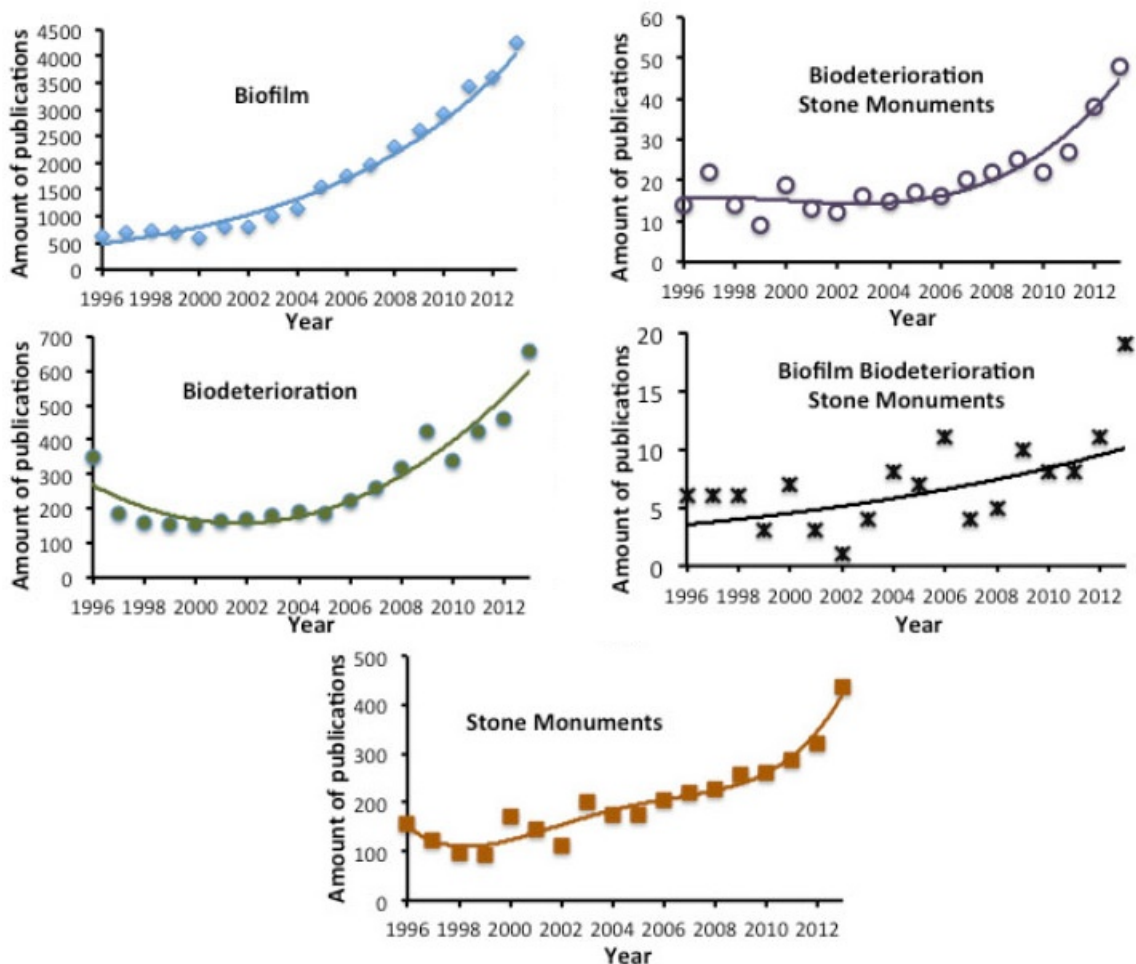 Amount of publications
4500
4000
3500
3000
2500
2000
1500
1000
500
0
Biofilm
1996 1998 2000 2002 2004 2006 2008 2010 2012
Year
Amount of publications
60
50
40
30
20
10
0
Biodeterioration
Stone Monuments
1996 1998 2000 2002 2004 2006 2008 2010 2012
Year
Amount of publications
700
600
500
400
300
200
100
0
Biodeterioration
1996 1998 2000 2002 2004 2006 2008 2010 2012
Year
Amount of publications
20
15
10
5
0
Biofilm Biodeterioration
Stone Monuments
1996 1998 2000 2002 2004 2006 2008 2010 2012
Year
Amount of publications
500
400
300
200
100
0
Stone Monuments
1996 1998 2000 2002 2004 2006 2008 2010 2012
Year